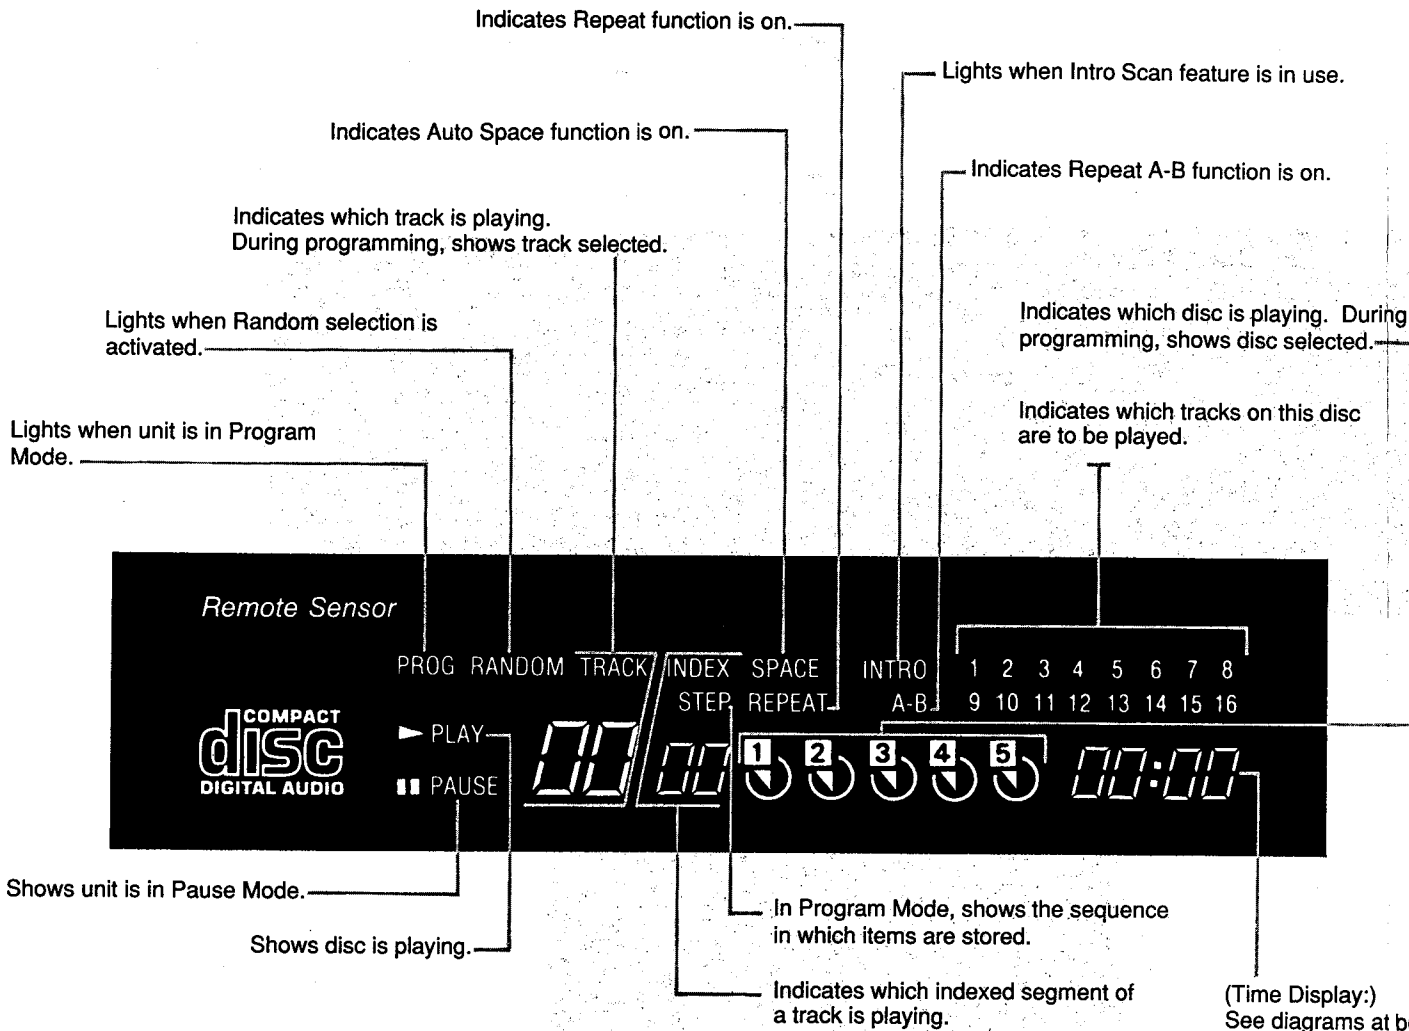 Indicates Repeat function is on.
Lights when Intro Scan feature is in use.
Indicates Auto Space function is on.
Indicates Repeat A-B function is on.
Indicates which track is playing.
During programming, shows track selected.
Indicates which disc is playing. During
programming, shows disc selected.
Lights when Random selection is
activated.
Indicates which tracks on this disc
are to be played.
Lights when unit is in Program
Mode.
Remote Sensor
PROG RANDOM TRACK INDEX SPACE INTRO 1 2 3 4 5 6 7 8
STEP REPEAT A-B 9 10 11 12 13 14 15 16
COMPACT
disc
DIGITAL AUDIO
► PLAY
▮▮ PAUSE
00
00
1 2 3 4 5
00:00
Shows unit is in Pause Mode.
Shows disc is playing.
In Program Mode, shows the sequence
in which items are stored.
Indicates which indexed segment of
a track is playing.
(Time Display:)
See diagrams at